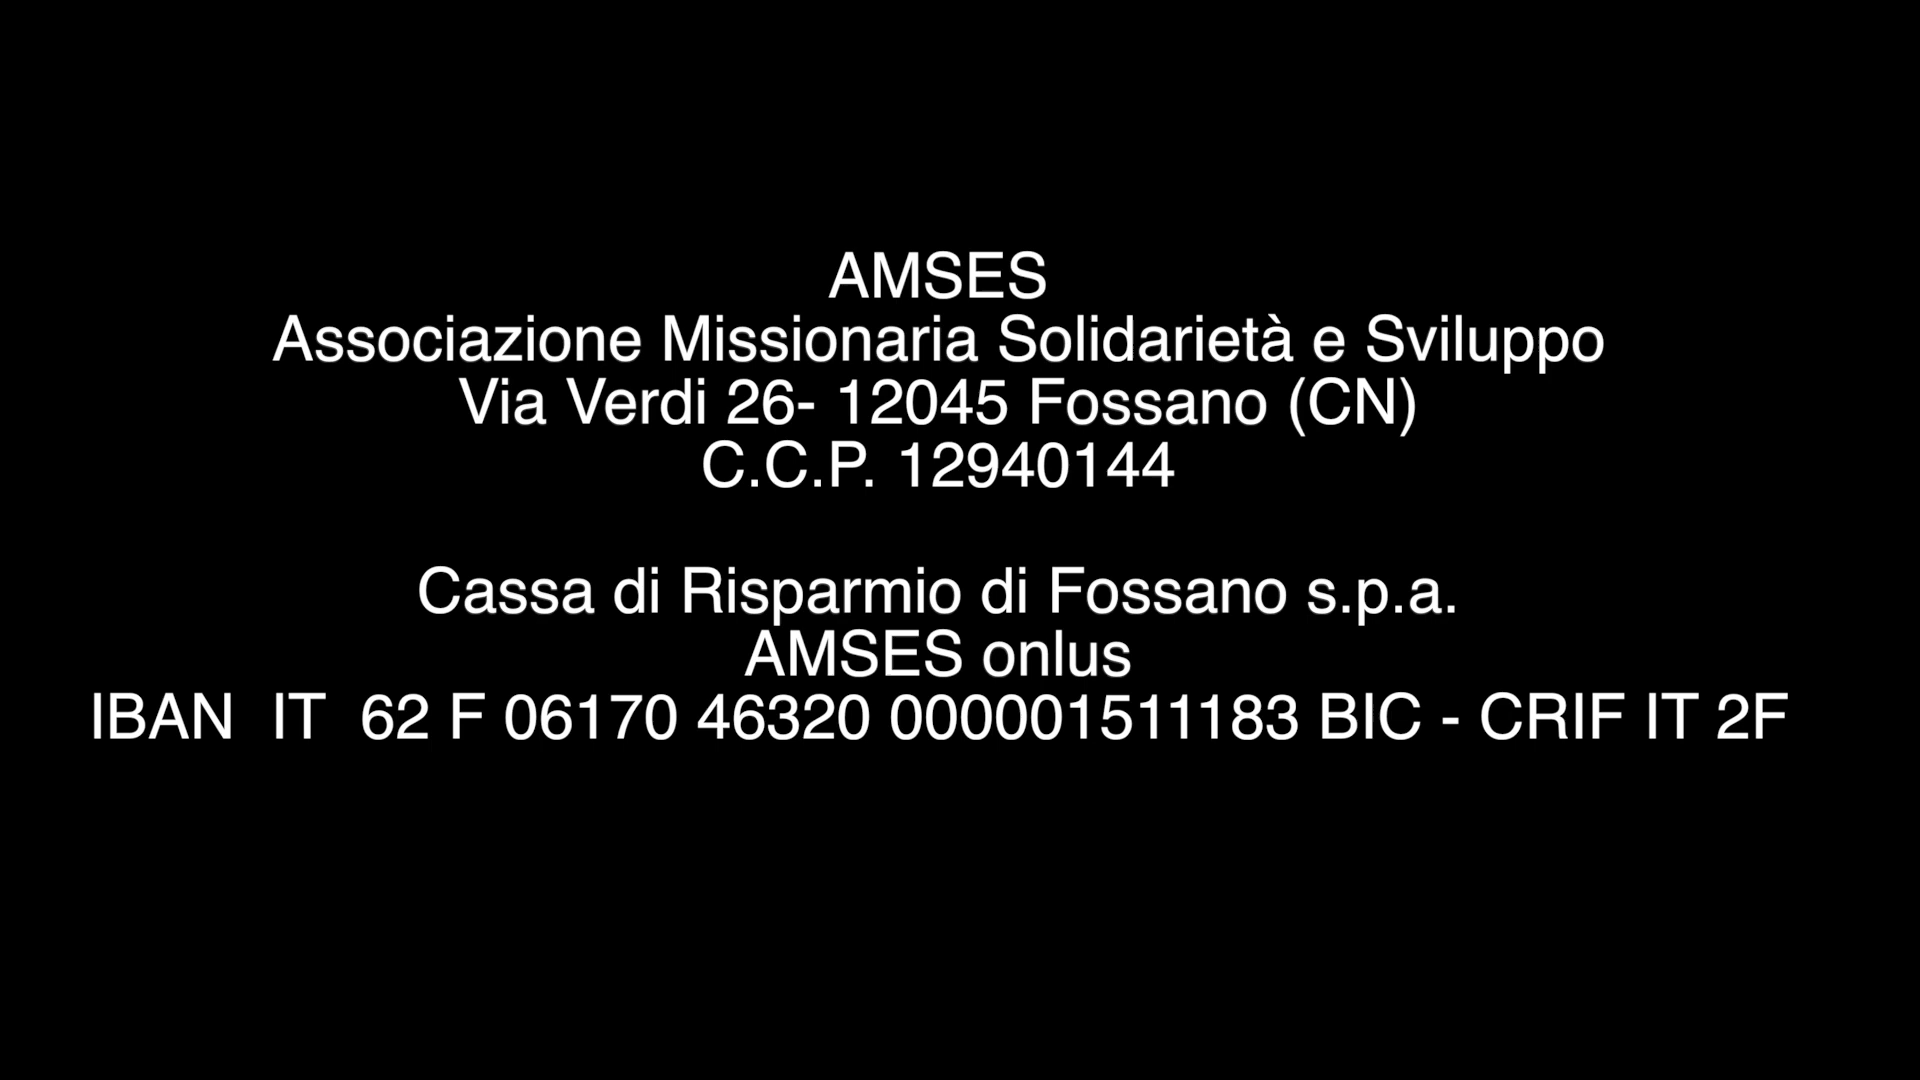 AMSES
Associazione Missionaria Solidarietà e Sviluppo
Via Verdi 26- 12045 Fossano (CN)
C.C.P. 12940144
Cassa di Risparmio di Fossano s.p.a.
AMSES onlus
IBAN  IT  62 F 06170 46320 000001511183 BIC - CRIF IT 2F